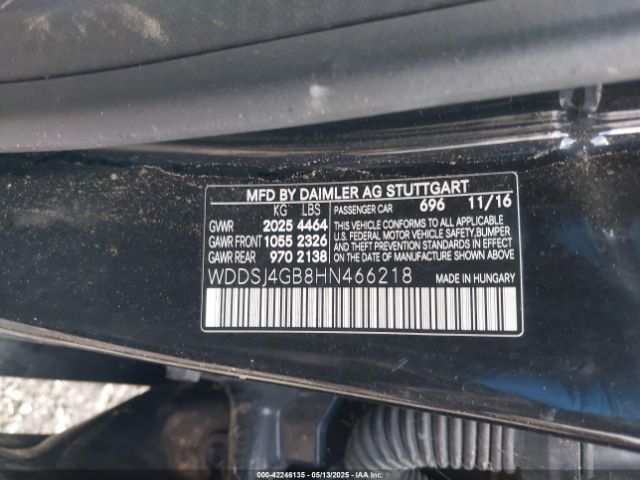 MFD BY DAIMLER AG STUTTGART
KG LBS PASSENGER CAR 696 11/16
GVWR 2025 4464
GAWR FRONT 1055 2326
GAWR REAR 970 2138
THIS VEHICLE CONFORMS TO ALL APPLICABLE
U.S. FEDERAL MOTOR VEHICLE SAFETY, BUMPER
AND THEFT PREVENTION STANDARDS IN EFFECT
ON THE DATE OF MANUFACTURE SHOWN ABOVE.
WDDSJ4GB8HN466218 MADE IN HUNGARY
000-42246135 - 05/13/2025 - IAA Inc.